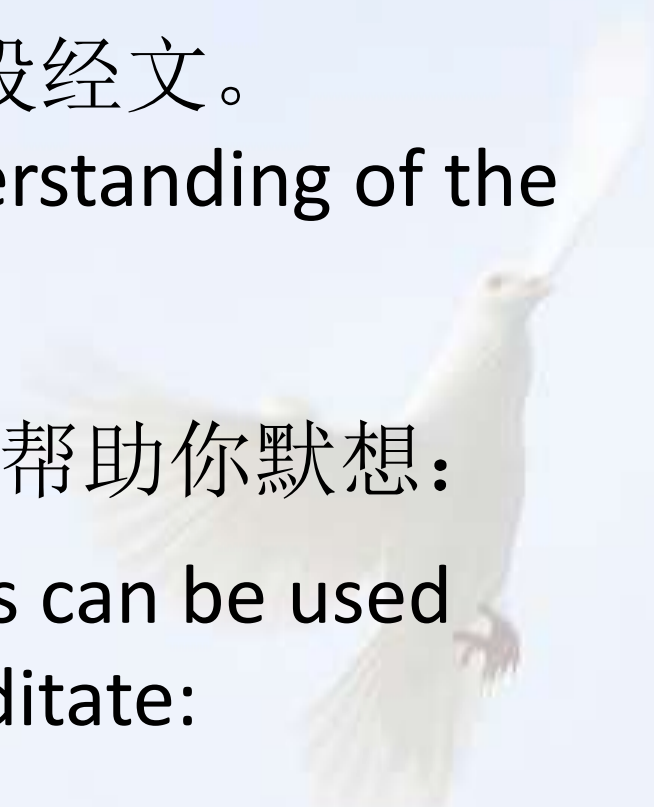 段经文。
erstanding of the
帮助你默想：
s can be used
ditate: